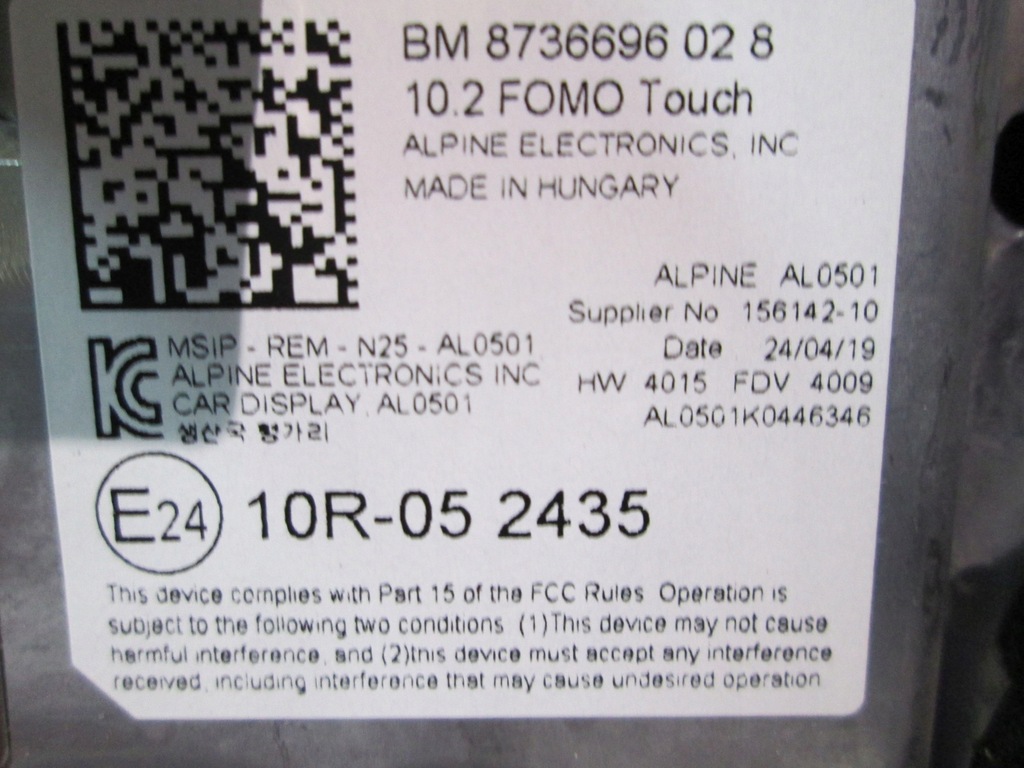 BM 8736696 02 8
10.2 FOMO Touch
ALPINE ELECTRONICS, INC
MADE IN HUNGARY
ALPINE AL0501
Supplier No 156142-10
Date 24/04/19
HW 4015 FDV 4009
AL0501K0446346
MSIP - REM - N25 - AL0501
ALPINE ELECTRONICS INC
CAR DISPLAY, AL0501
생산국 헝가리
E24 10R-05 2435
This device complies with Part 15 of the FCC Rules Operation is
subject to the following two conditions (1)This device may not cause
harmful interference, and (2)this device must accept any interference
received, including interference that may cause undesired operation